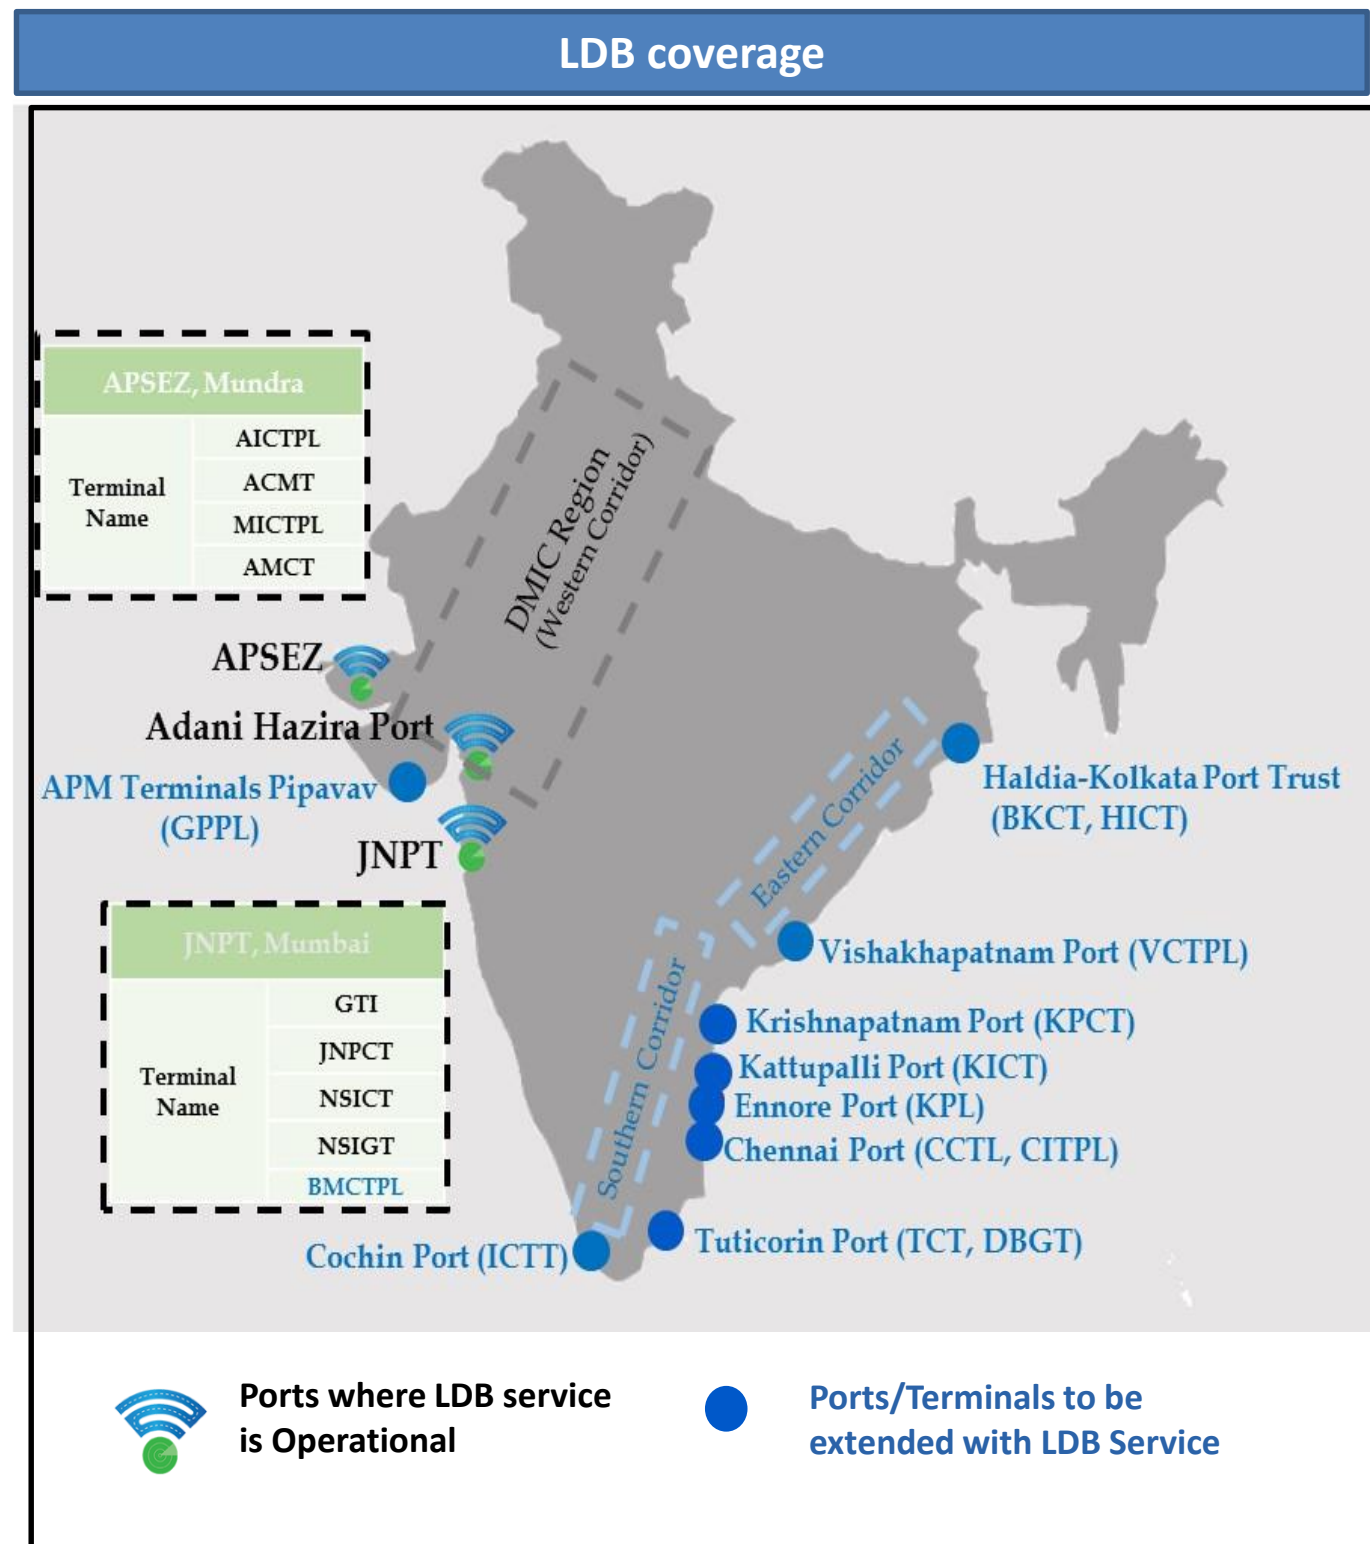 LDB coverage
APSEZ, Mundra
Terminal
Name
AICTPL
ACMT
MICTPL
AMCT
DMIC Region
(Western Corridor)
APSEZ
Adani Hazira Port
APM Terminals Pipavav
(GPPL)
JNPT
Haldia-Kolkata Port Trust
(BKCT, HICT)
Eastern Corridor
JNPT, Mumbai
Terminal
Name
GTI
JNPCT
NSICT
NSIGT
BMCTPL
Southern Corridor
Vishakhapatnam Port (VCTPL)
Krishnapatnam Port (KPCT)
Kattupalli Port (KICT)
Ennore Port (KPL)
Chennai Port (CCTL, CITPL)
Tuticorin Port (TCT, DBGT)
Cochin Port (ICTT)
Ports where LDB service
is Operational
Ports/Terminals to be
extended with LDB Service